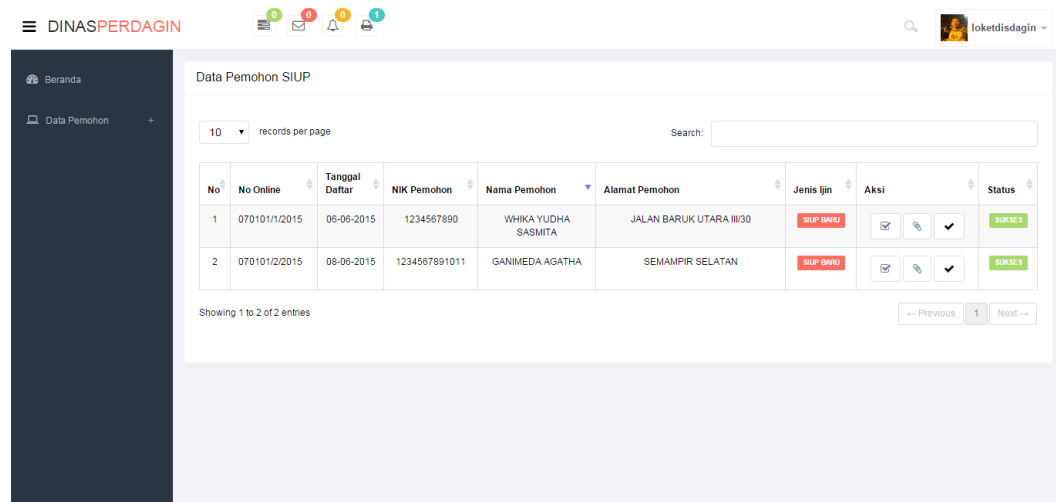 DINASPERDAGIN
0
0
0
1
loketdisdagin
Beranda
Data Pemohon +
Data Pemohon SIUP
10 records per page
Search:
No No Online Tanggal Daftar NIK Pemohon Nama Pemohon Alamat Pemohon Jenis Ijin Aksi Status
1 070101/1/2015 06-06-2015 1234567890 WHIKA YUDHA SASMITA JALAN BARUK UTARA III/30 SIUP BARU SUKSES
2 070101/2/2015 08-06-2015 1234567891011 GANIMEDA AGATHA SEMAMPIR SELATAN SIUP BARU SUKSES
Showing 1 to 2 of 2 entries
← Previous 1 Next →